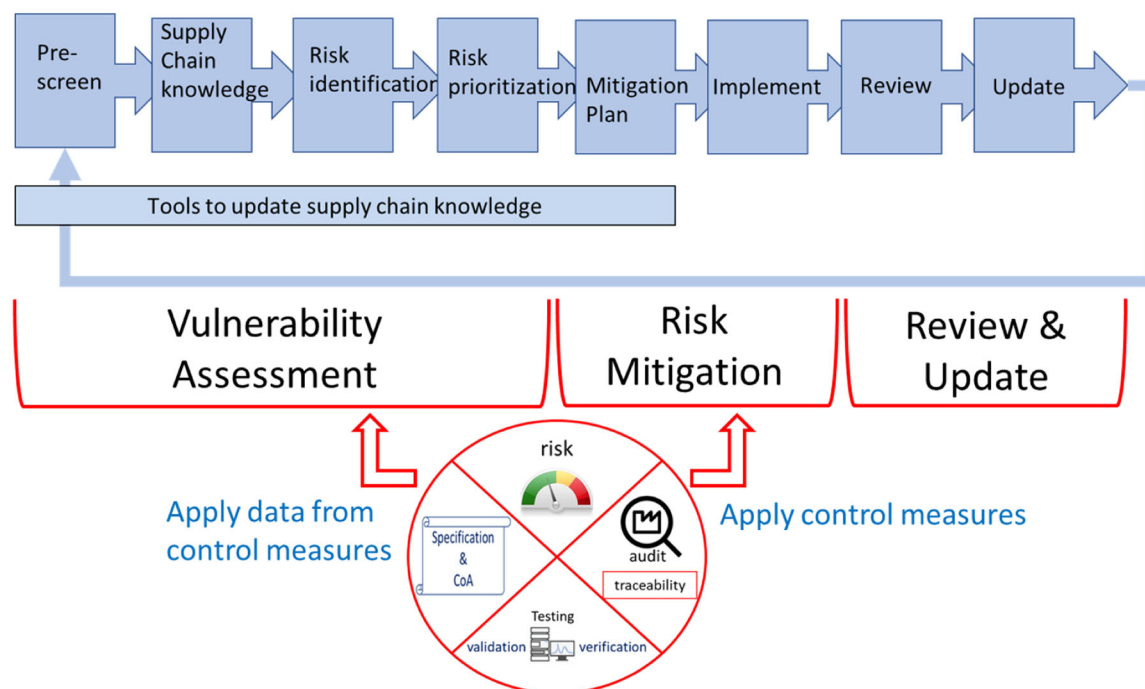 Pre-
screen
Supply
Chain
knowledge
Risk
identification
Risk
prioritization
Mitigation
Plan
Implement
Review
Update
Tools to update supply chain knowledge
Vulnerability
Assessment
Risk
Mitigation
Review &
Update
risk
Apply data from
control measures
Specification
&
CoA
audit
traceability
Apply control measures
Testing
validation
verification